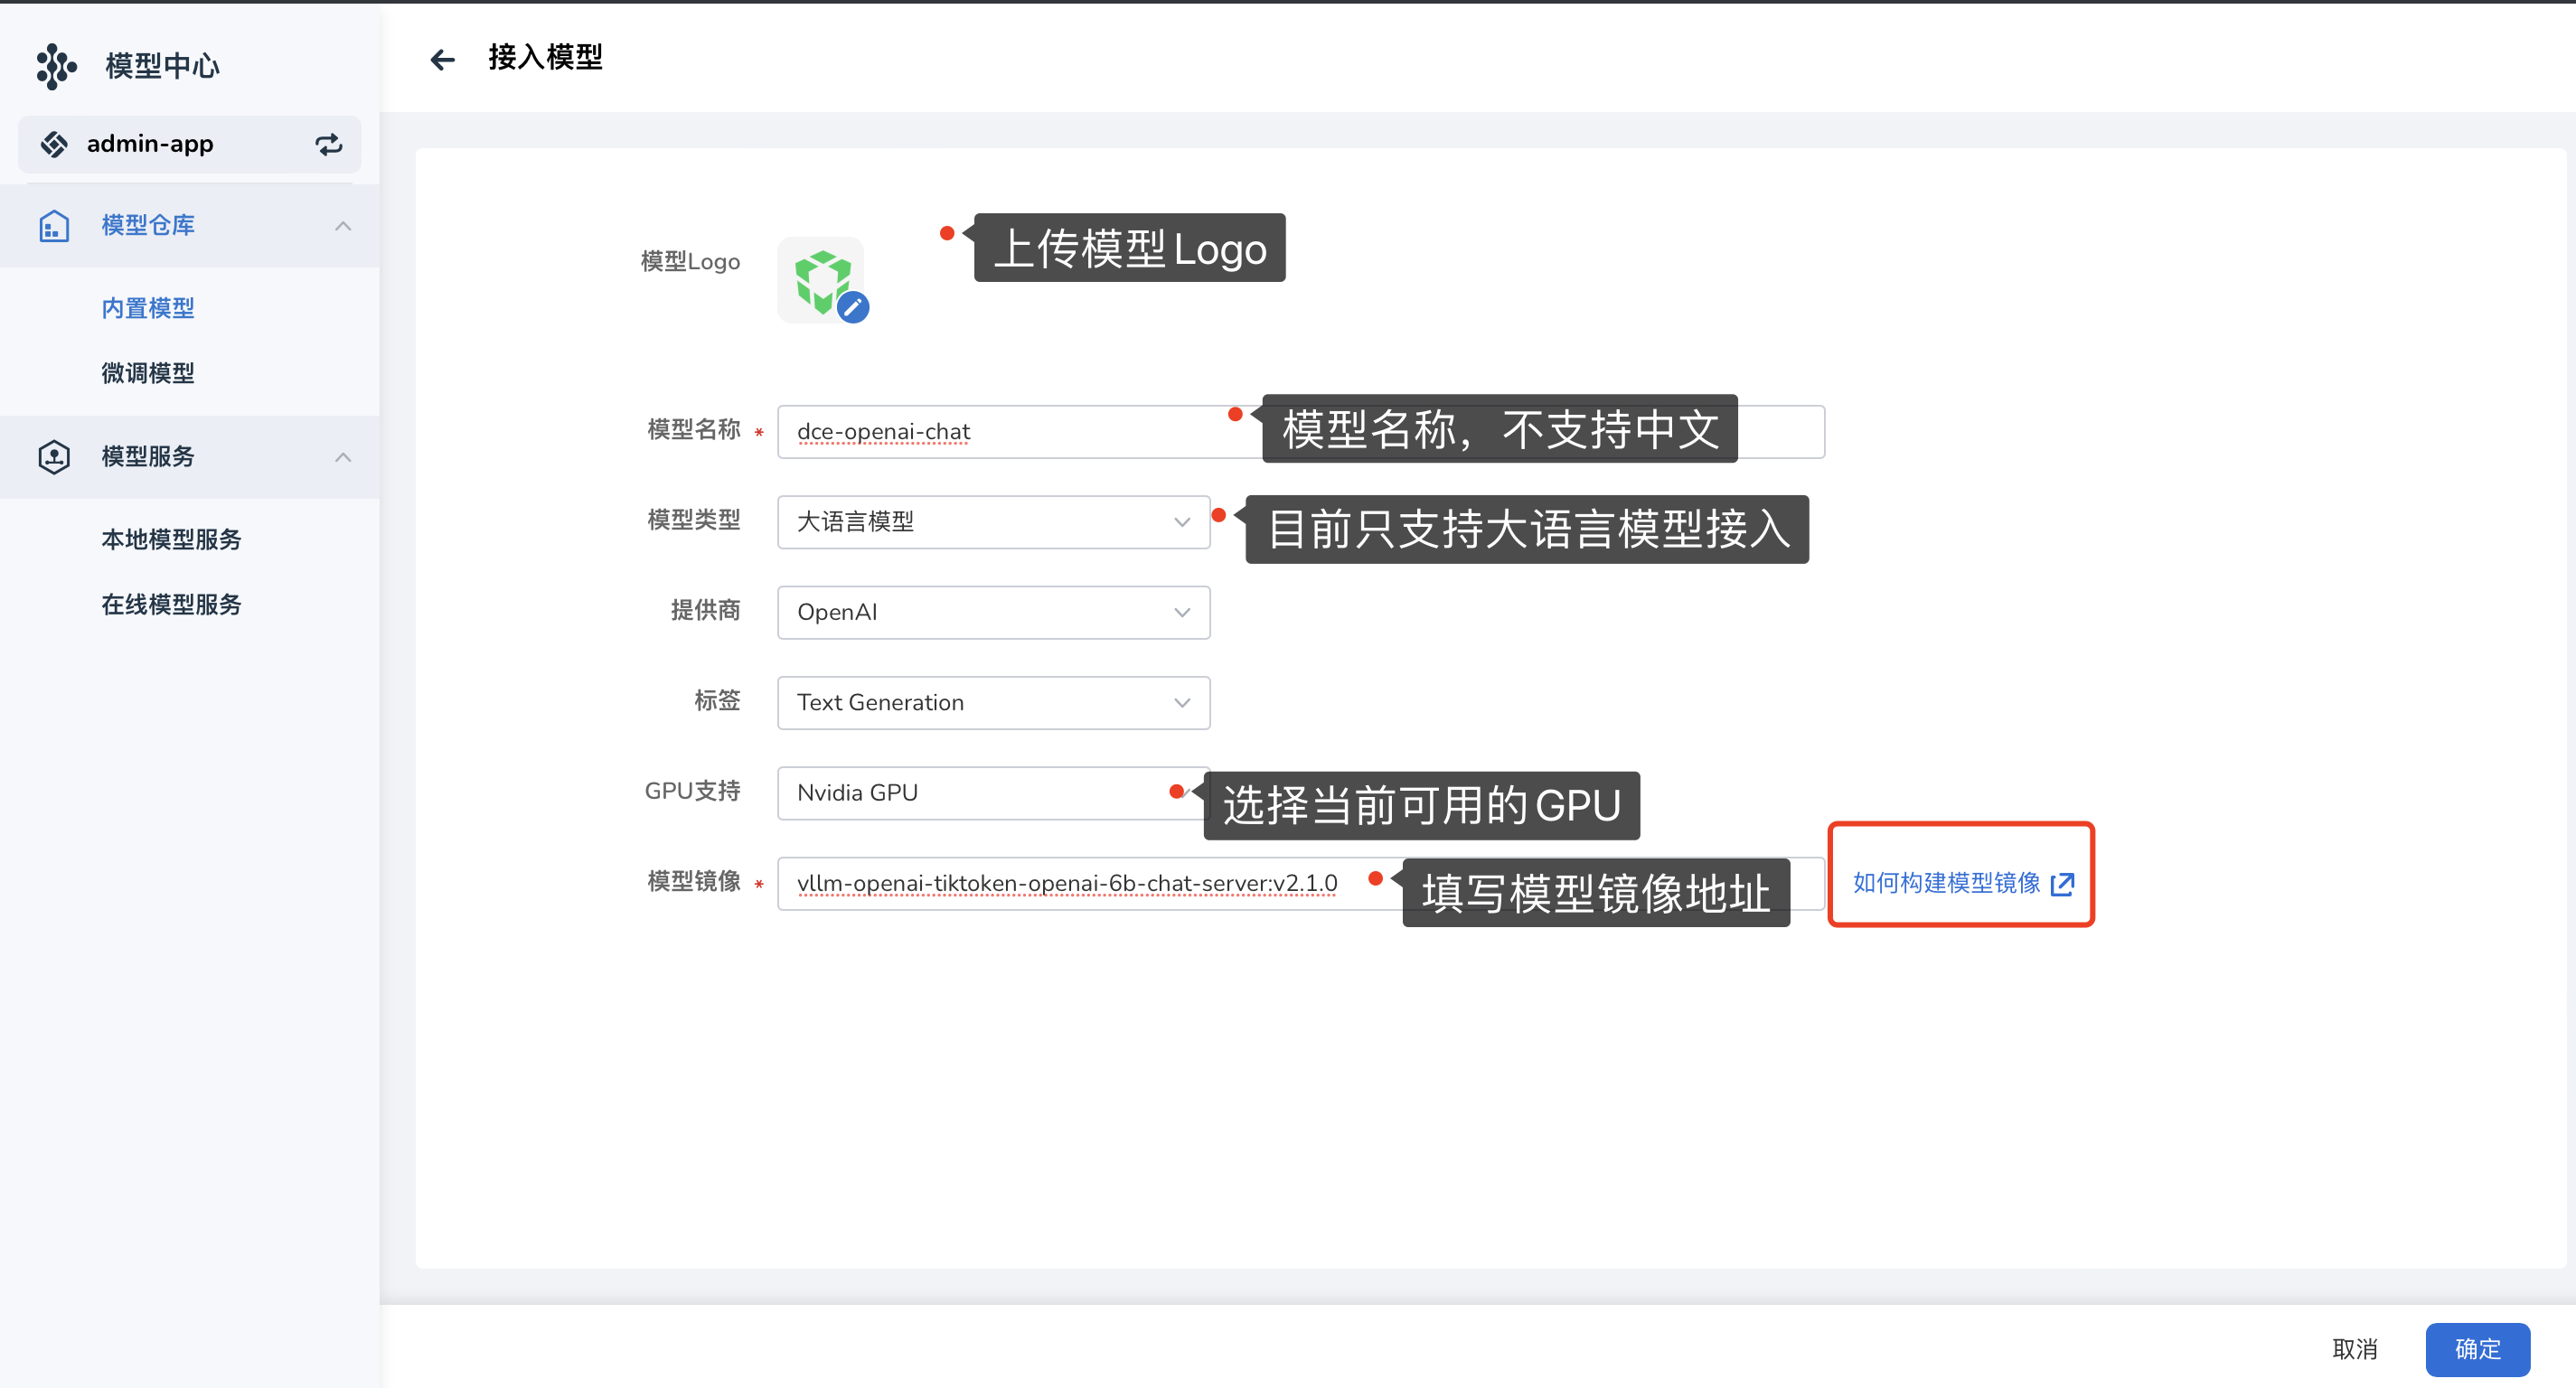 模型中心
admin-app
模型仓库
内置模型
微调模型
模型服务
本地模型服务
在线模型服务
接入模型
模型Logo
上传模型Logo
模型名称 * dce-openai-chat
模型名称，不支持中文
模型类型 大语言模型
目前只支持大语言模型接入
提供商 OpenAI
标签 Text Generation
GPU支持 Nvidia GPU
选择当前可用的GPU
模型镜像 * vllm-openai-tiktoken-openai-6b-chat-server:v2.1.0
填写模型镜像地址
如何构建模型镜像
取消 确定